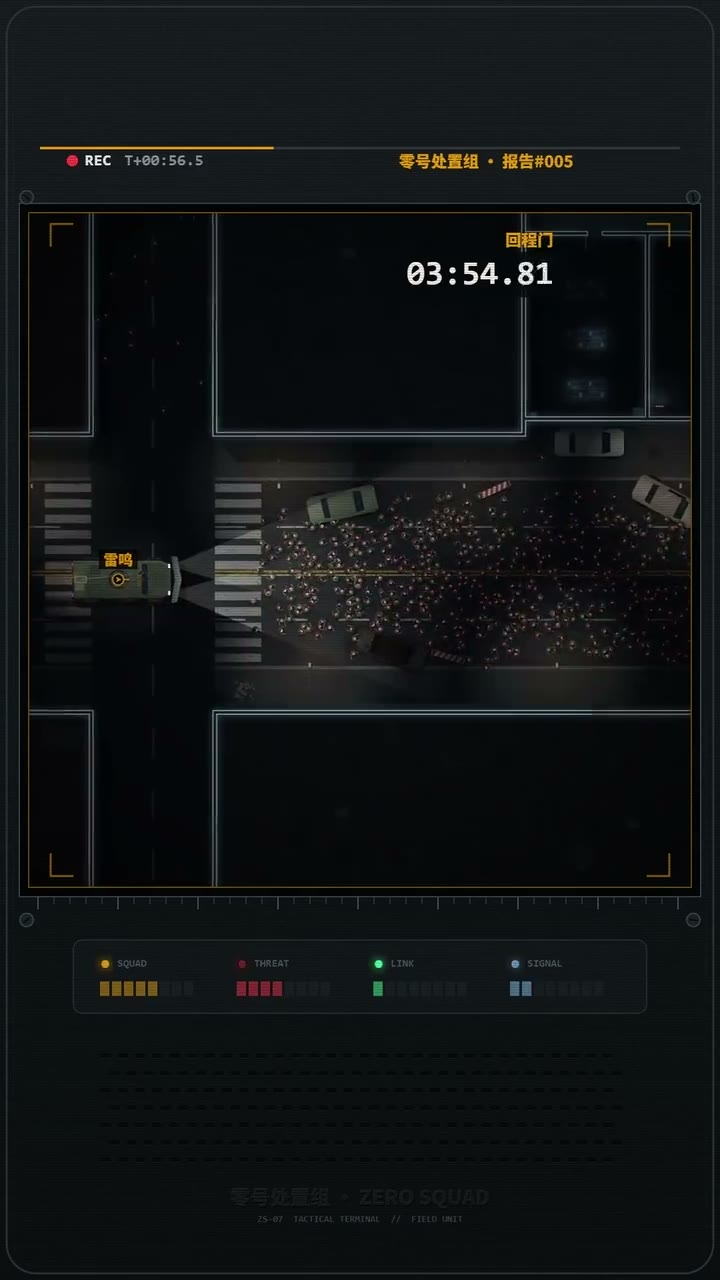 REC T+00:56.5
零号处置组 · 报告#005
回程门
03:54.81
雷鸣
SQUAD
THREAT
LINK
SIGNAL
零号处置组 · ZERO SQUAD
ZS-07 TACTICAL TERMINAL // FIELD UNIT